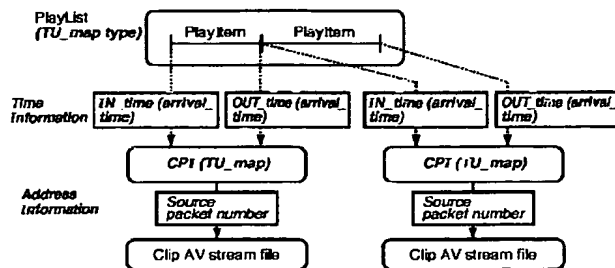 PlayList
(TU_map type)
PlayItem PlayItem
Time
Information
IN_time (arrival_
time)
OUT_time (arrival_
time)
IN_time (arrival_
time)
OUT_time (arrival_
time)
CPI (TU_map)
CPI (TU_map)
Address
Information
Source
packet number
Source
packet number
Clip AV stream file
Clip AV stream file